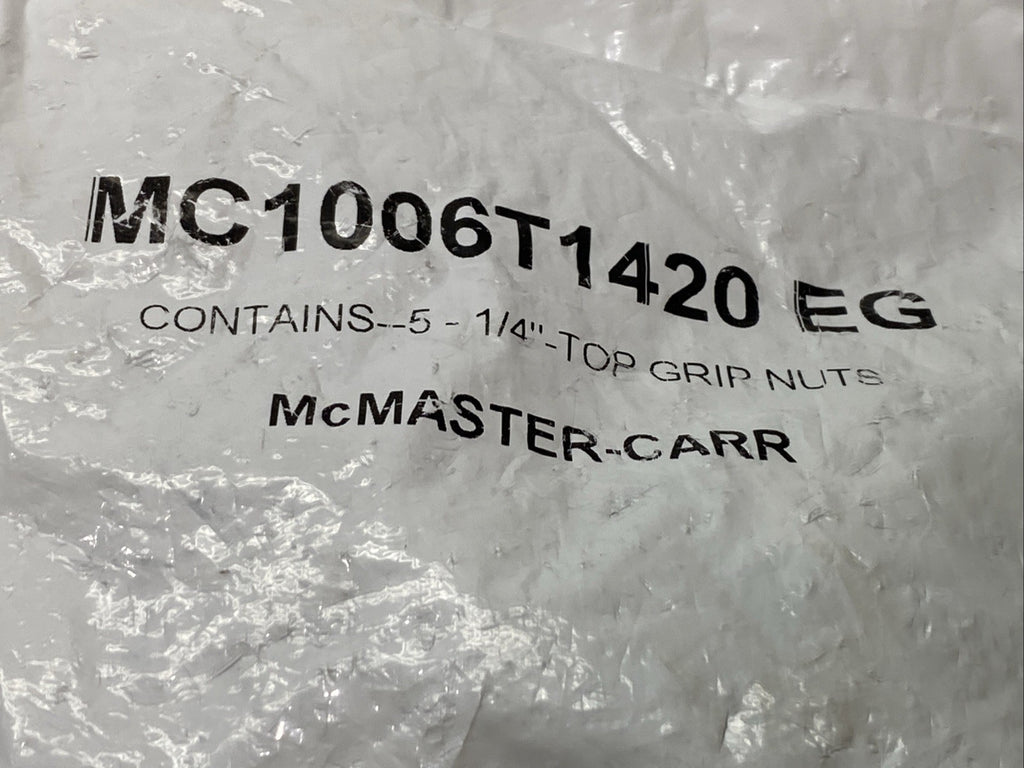 MC1006T1420 EG
CONTAINS--5 - 1/4"-TOP GRIP NUTS
McMASTER-CARR